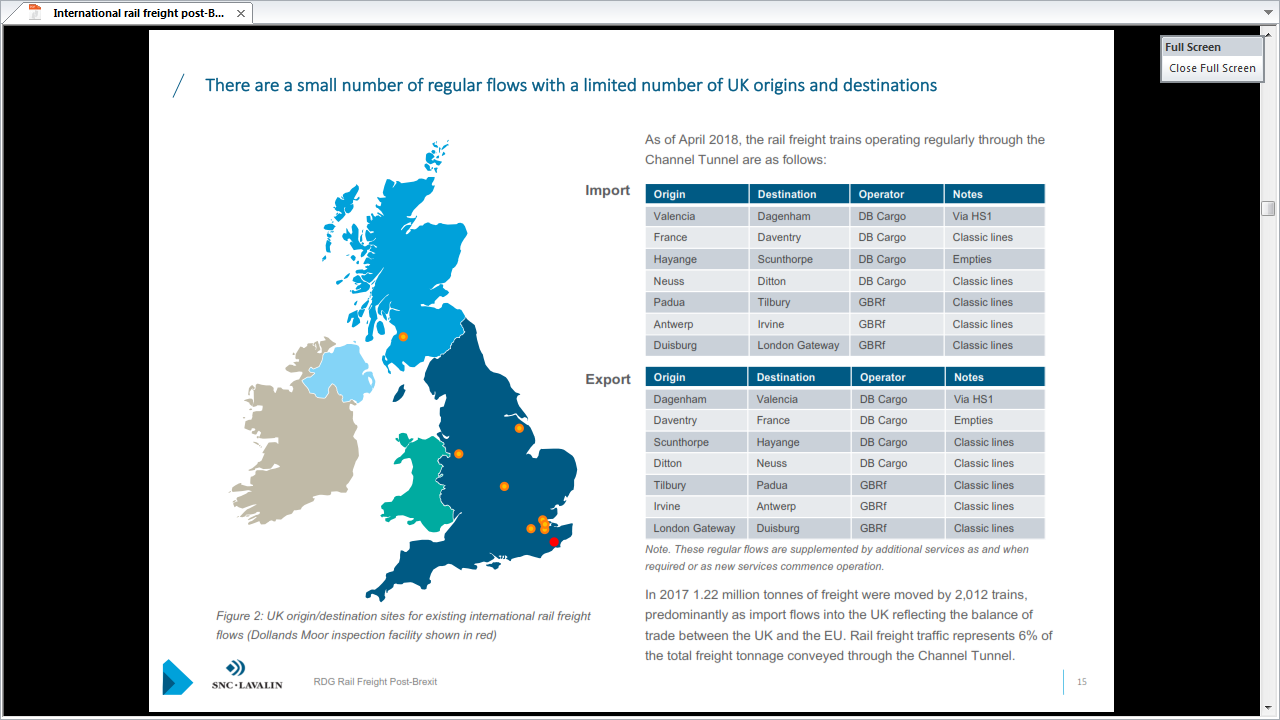 International rail freight post-B...
Full Screen
Close Full Screen
There are a small number of regular flows with a limited number of UK origins and destinations
As of April 2018, the rail freight trains operating regularly through the
Channel Tunnel are as follows:
Import
Origin Destination Operator Notes
Valencia Dagenham DB Cargo Via HS1
France Daventry DB Cargo Classic lines
Hayange Scunthorpe DB Cargo Empties
Neuss Ditton DB Cargo Classic lines
Padua Tilbury GBRf Classic lines
Antwerp Irvine GBRf Classic lines
Duisburg London Gateway GBRf Classic lines
Export
Origin Destination Operator Notes
Dagenham Valencia DB Cargo Via HS1
Daventry France DB Cargo Empties
Scunthorpe Hayange DB Cargo Classic lines
Ditton Neuss DB Cargo Classic lines
Tilbury Padua GBRf Classic lines
Irvine Antwerp GBRf Classic lines
London Gateway Duisburg GBRf Classic lines
Note. These regular flows are supplemented by additional services as and when
required or as new services commence operation.
In 2017 1.22 million tonnes of freight were moved by 2,012 trains,
predominantly as import flows into the UK reflecting the balance of
trade between the UK and the EU. Rail freight traffic represents 6% of
the total freight tonnage conveyed through the Channel Tunnel.
Figure 2: UK origin/destination sites for existing international rail freight
flows (Dollands Moor inspection facility shown in red)
SNC·LAVALIN
RDG Rail Freight Post-Brexit
15